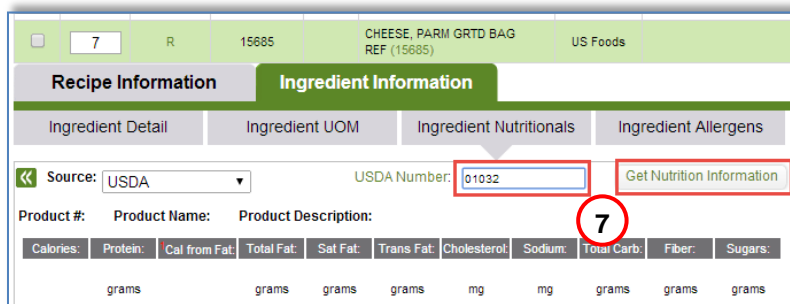 7 R 15685 CHEESE, PARM GRTD BAG REF (15685) US Foods
Recipe Information Ingredient Information
Ingredient Detail Ingredient UOM Ingredient Nutritionals Ingredient Allergens
Source: USDA USDA Number: 01032 Get Nutrition Information
Product #: Product Name: Product Description:
7
Calories: Protein: !Cal from Fat: Total Fat: Sat Fat: Trans Fat: Cholesterol: Sodium: Total Carb: Fiber: Sugars:
grams grams grams grams mg mg grams grams grams